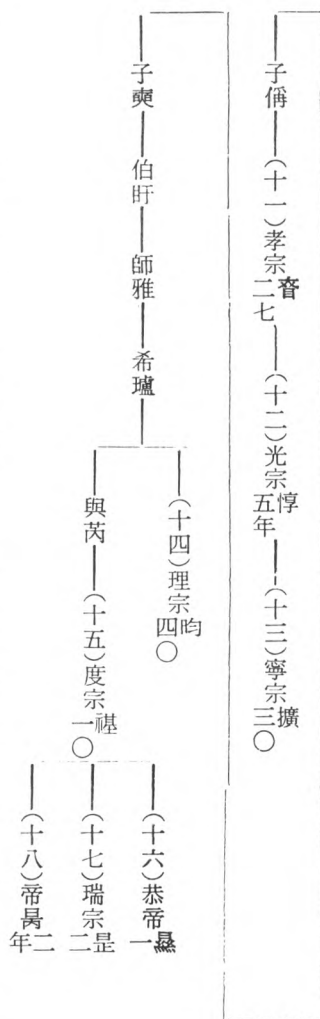 子偁——(十一)孝宗眘二七——(十二)光宗惇五年——(十三)寧宗擴三〇
子奭——伯旴——師雅——希瓐
(十四)理宗昀四〇
與芮——(十五)度宗禥一〇
(十六)恭帝㬎一
(十七)瑞宗昰二
(十八)帝昺二年